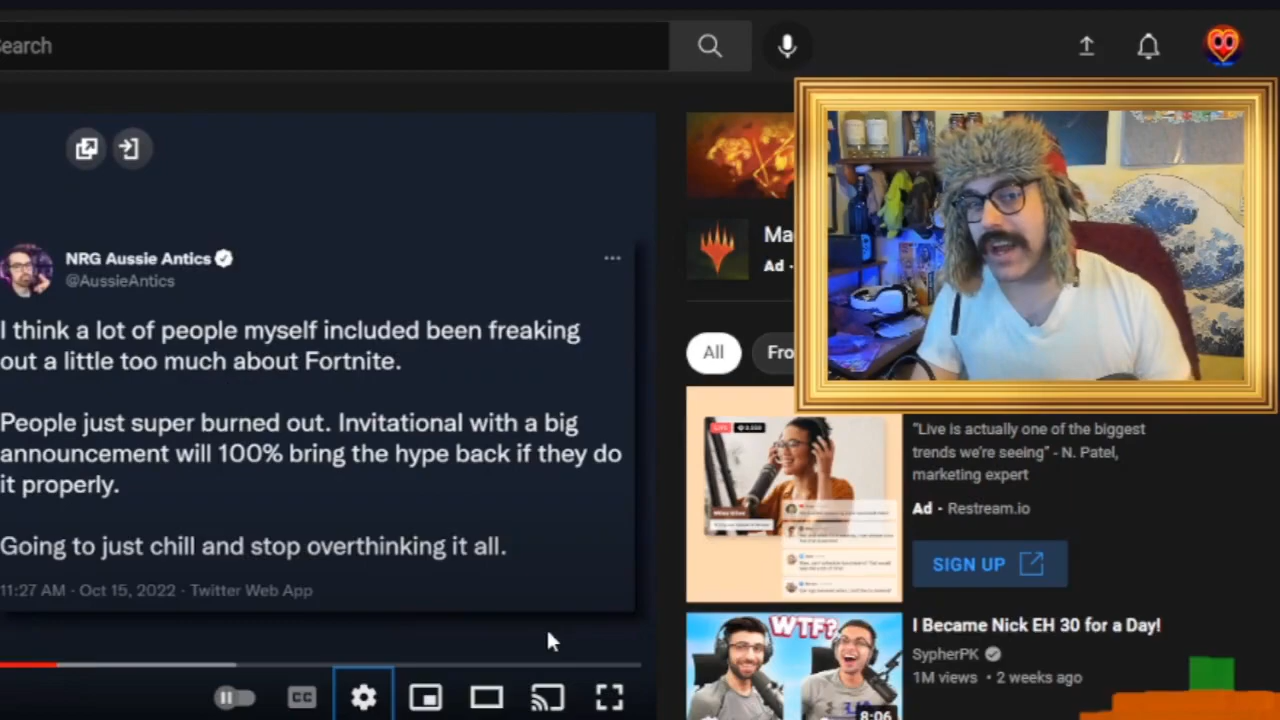 Search
NRG Aussie Antics
@AussieAntics
I think a lot of people myself included been freaking
out a little too much about Fortnite.
People just super burned out. Invitational with a big
announcement will 100% bring the hype back if they do
it properly.
Going to just chill and stop overthinking it all.
11:27 AM · Oct 15, 2022 · Twitter Web App
CC
Ma
Ad ·
All
Fro
LIVE
"Live is actually one of the biggest
trends we're seeing" - N. Patel,
marketing expert
Ad · Restream.io
SIGN UP
WTF?
8:06
I Became Nick EH 30 for a Day!
SypherPK
1M views · 2 weeks ago